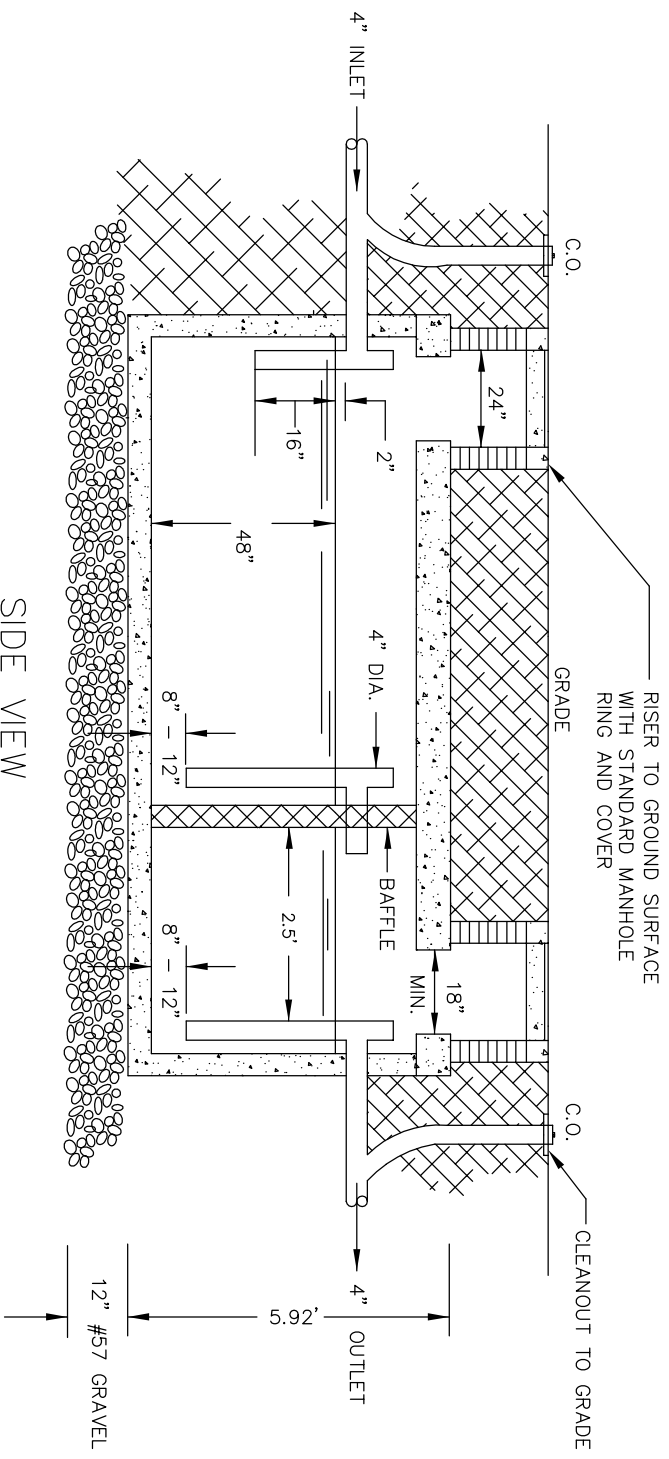 RISER TO GROUND SURFACE
WITH STANDARD MANHOLE
RING AND COVER
CLEANOUT TO GRADE
C.O.
GRADE
C.O.
24"
18"
MIN.
4" INLET
2"
16"
4" DIA.
BAFFLE
4" OUTLET
48"
2.5'
5.92'
8" – 12"
8" – 12"
12" #57 GRAVEL
SIDE VIEW